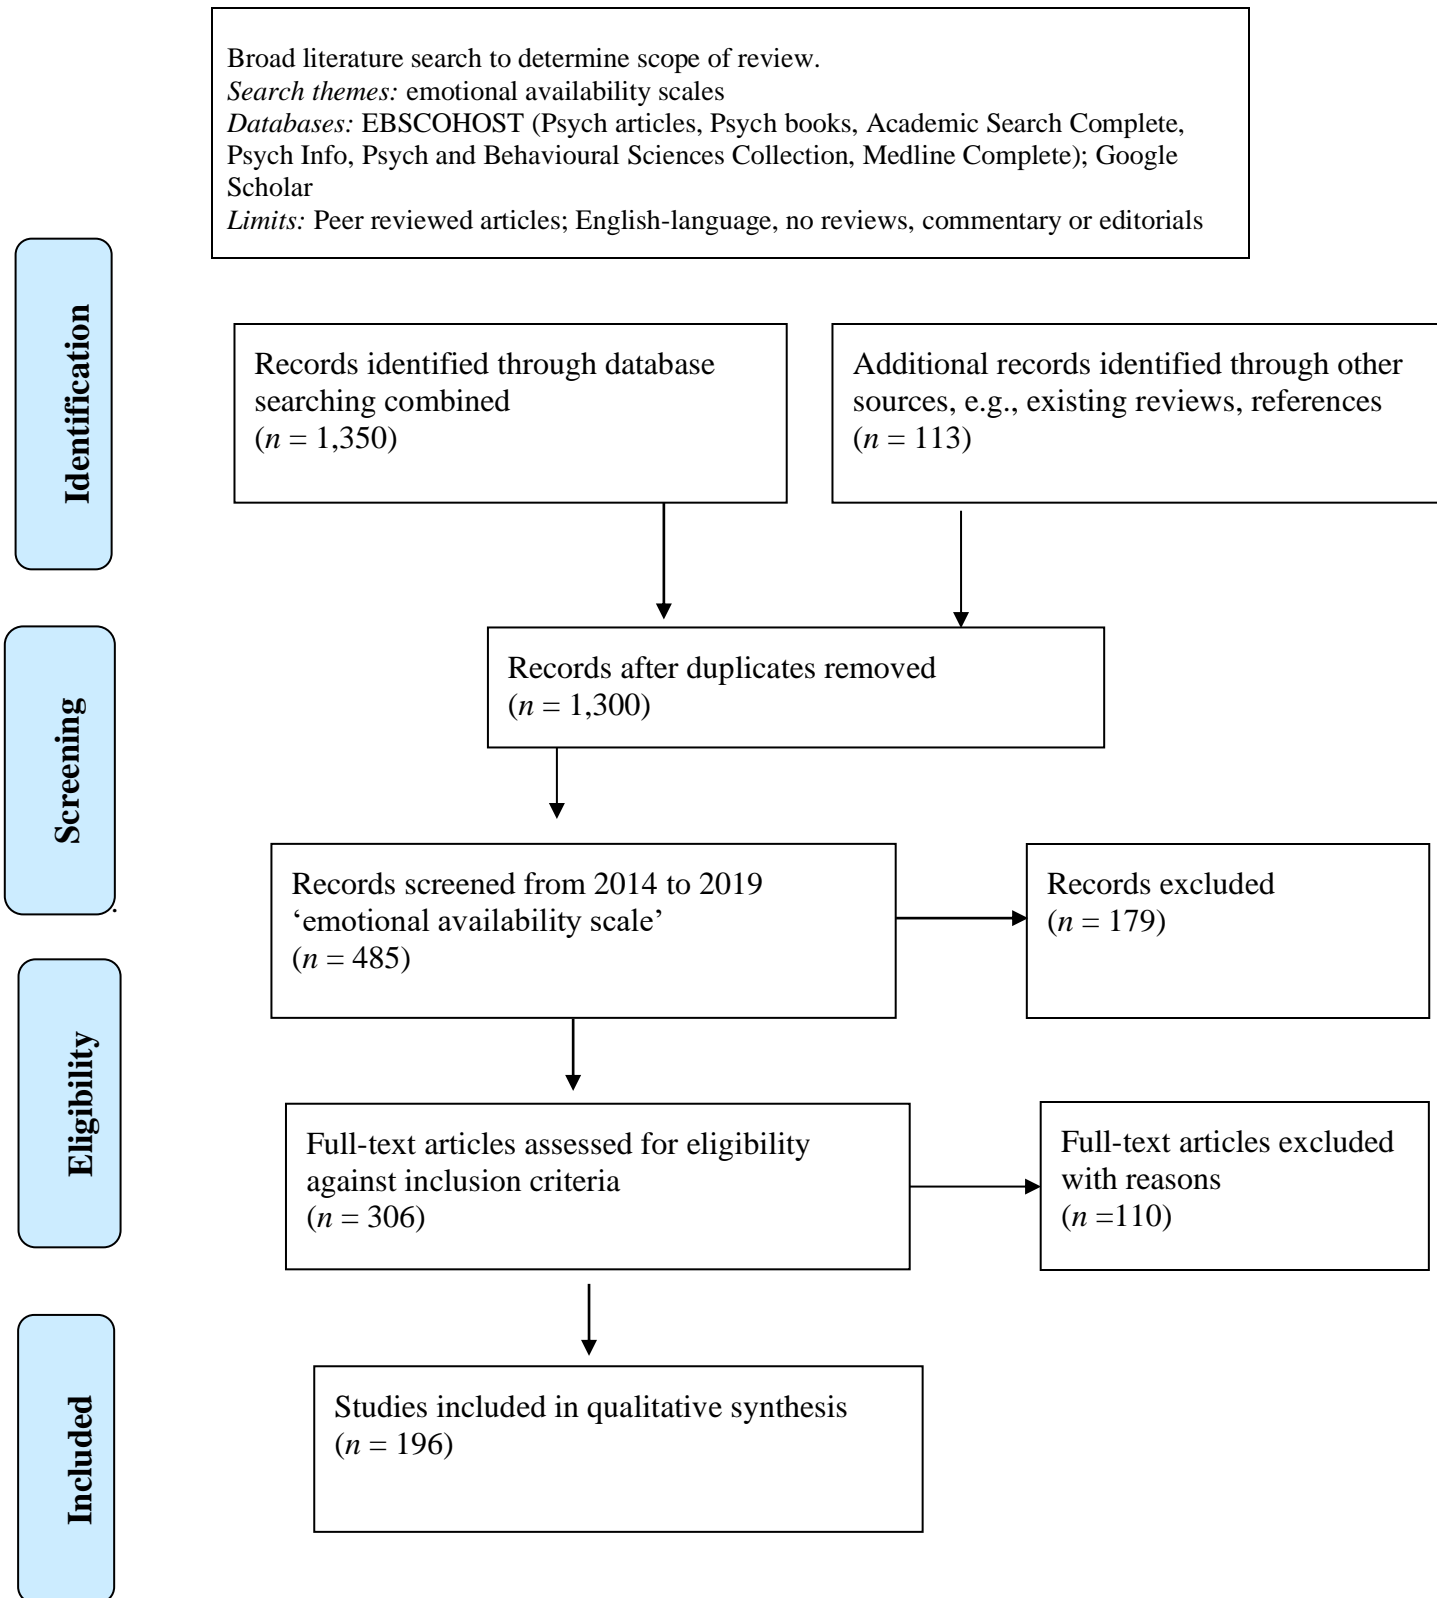 Broad literature search to determine scope of review.
Search themes: emotional availability scales
Databases: EBSCOHOST (Psych articles, Psych books, Academic Search Complete,
Psych Info, Psych and Behavioural Sciences Collection, Medline Complete); Google
Scholar
Limits: Peer reviewed articles; English-language, no reviews, commentary or editorials
Identification
Records identified through database
searching combined
(n = 1,350)
Additional records identified through other
sources, e.g., existing reviews, references
(n = 113)
Screening
Records after duplicates removed
(n = 1,300)
Records screened from 2014 to 2019
‘emotional availability scale’
(n = 485)
Records excluded
(n = 179)
.
Eligibility
Full-text articles assessed for eligibility
against inclusion criteria
(n = 306)
Full-text articles excluded
with reasons
(n =110)
Included
Studies included in qualitative synthesis
(n = 196)